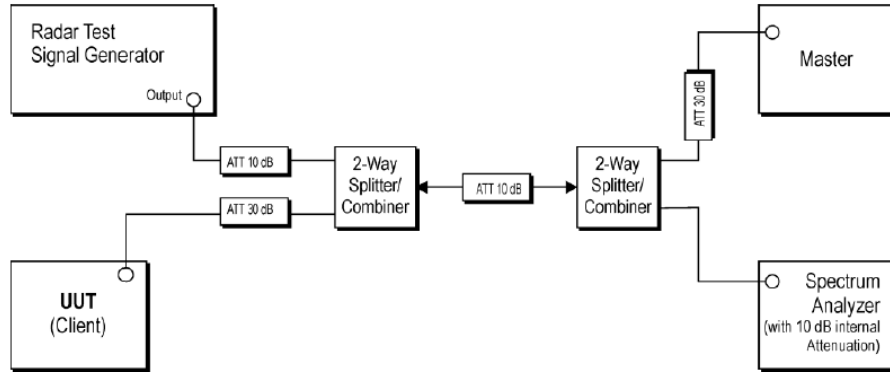 Radar Test
Signal Generator
Output
ATT 10 dB
2-Way
Splitter/
Combiner
ATT 30 dB
ATT 10 dB
2-Way
Splitter/
Combiner
ATT 30 dB
Master
UUT
(Client)
Spectrum
Analyzer
(with 10 dB internal
Attenuation)